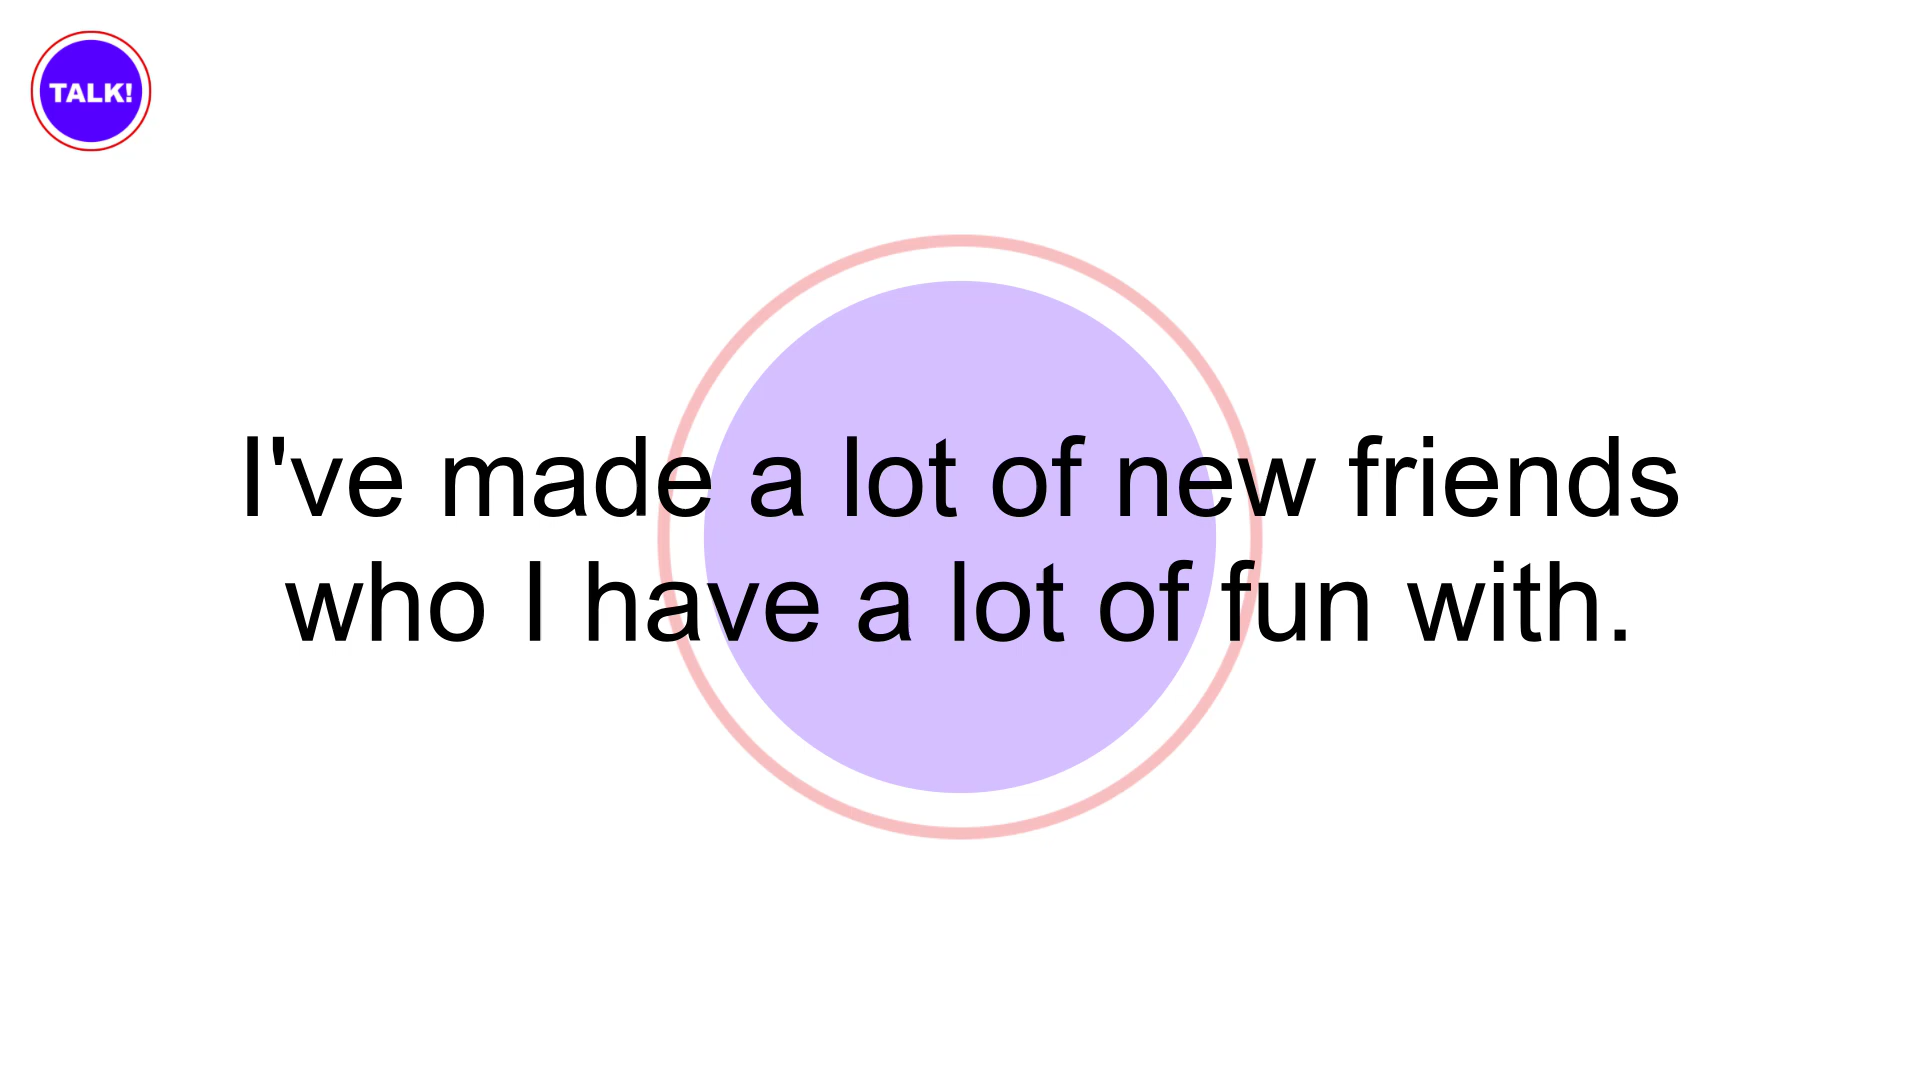 TALK!
I've made a lot of new friends
who I have a lot of fun with.